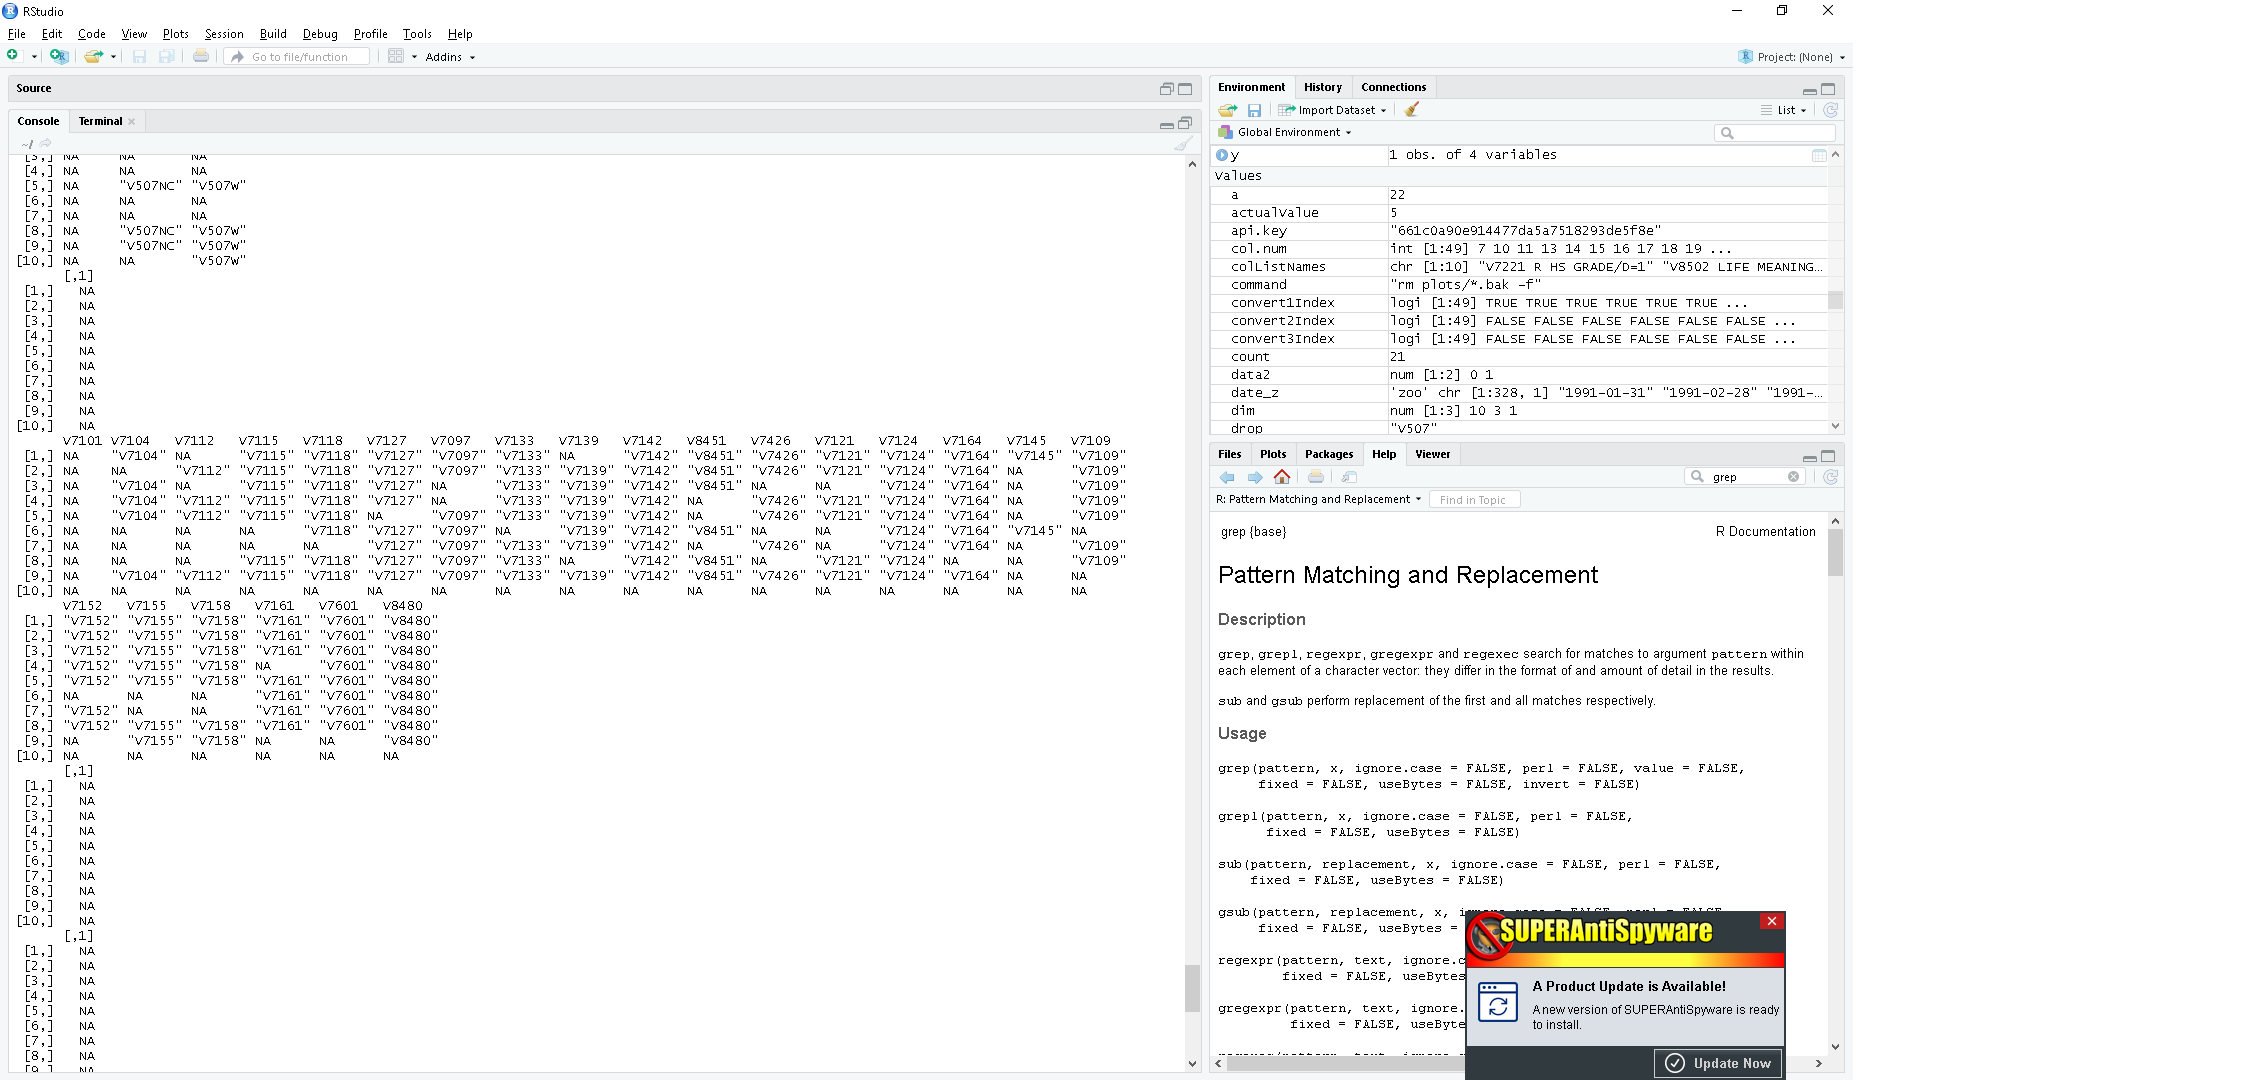 RStudio
File Edit Code View Plots Session Build Debug Profile Tools Help
Go to file/function Addins Project: (None)
Source
Console Terminal
~/
[3,] NA NA NA
[4,] NA NA NA
[5,] NA "V507NC" "V507W"
[6,] NA NA NA
[7,] NA NA NA
[8,] NA "V507NC" "V507W"
[9,] NA "V507NC" "V507W"
[10,] NA NA "V507W"
[,1]
[1,] NA
[2,] NA
[3,] NA
[4,] NA
[5,] NA
[6,] NA
[7,] NA
[8,] NA
[9,] NA
[10,] NA
V7101 V7104 V7112 V7115 V7118 V7127 V7097 V7133 V7139 V7142 V8451 V7426 V7121 V7124 V7164 V7145 V7109
[1,] NA "V7104" NA "V7115" "V7118" "V7127" "V7097" "V7133" NA "V7142" "V8451" "V7426" "V7121" "V7124" "V7164" "V7145" "V7109"
[2,] NA NA "V7112" "V7115" "V7118" "V7127" "V7097" "V7133" "V7139" "V7142" "V8451" "V7426" "V7121" "V7124" "V7164" NA "V7109"
[3,] NA "V7104" NA "V7115" "V7118" "V7127" NA "V7133" "V7139" "V7142" "V8451" NA NA "V7124" "V7164" NA "V7109"
[4,] NA "V7104" "V7112" "V7115" "V7118" "V7127" NA "V7133" "V7139" "V7142" NA "V7426" "V7121" "V7124" "V7164" NA "V7109"
[5,] NA "V7104" "V7112" "V7115" "V7118" NA "V7097" "V7133" "V7139" "V7142" NA "V7426" "V7121" "V7124" "V7164" NA "V7109"
[6,] NA NA NA NA "V7118" "V7127" "V7097" NA "V7139" "V7142" "V8451" NA NA "V7124" "V7164" "V7145" NA
[7,] NA NA NA NA NA "V7127" "V7097" "V7133" "V7139" "V7142" NA "V7426" NA "V7124" "V7164" NA "V7109"
[8,] NA NA NA "V7115" "V7118" "V7127" "V7097" "V7133" NA "V7142" "V8451" NA "V7121" "V7124" NA NA "V7109"
[9,] NA "V7104" "V7112" "V7115" "V7118" "V7127" "V7097" "V7133" "V7139" "V7142" "V8451" "V7426" "V7121" "V7124" "V7164" NA NA
[10,] NA NA NA NA NA NA NA NA NA NA NA NA NA NA NA NA NA
V7152 V7155 V7158 V7161 V7601 V8480
[1,] "V7152" "V7155" "V7158" "V7161" "V7601" "V8480"
[2,] "V7152" "V7155" "V7158" "V7161" "V7601" "V8480"
[3,] "V7152" "V7155" "V7158" "V7161" "V7601" "V8480"
[4,] "V7152" "V7155" "V7158" NA "V7601" "V8480"
[5,] "V7152" "V7155" "V7158" "V7161" "V7601" "V8480"
[6,] NA NA NA "V7161" "V7601" "V8480"
[7,] "V7152" NA NA "V7161" "V7601" "V8480"
[8,] "V7152" "V7155" "V7158" "V7161" "V7601" "V8480"
[9,] NA "V7155" "V7158" NA NA "V8480"
[10,] NA NA NA NA NA NA
[,1]
[1,] NA
[2,] NA
[3,] NA
[4,] NA
[5,] NA
[6,] NA
[7,] NA
[8,] NA
[9,] NA
[10,] NA
[,1]
[1,] NA
[2,] NA
[3,] NA
[4,] NA
[5,] NA
[6,] NA
[7,] NA
[8,] NA
[9,] NA
Environment History Connections
Import Dataset List
Global Environment
y 1 obs. of 4 variables
Values
a 22
actualValue 5
api.key "661c0a90e914477da5a7518293de5f8e"
col.num int [1:49] 7 10 11 13 14 15 16 17 18 19 ...
colListNames chr [1:10] "V7221 R HS GRADE/D=1" "V8502 LIFE MEANING…
command "rm plots/*.bak -f"
convert1Index logi [1:49] TRUE TRUE TRUE TRUE TRUE TRUE ...
convert2Index logi [1:49] FALSE FALSE FALSE FALSE FALSE FALSE ...
convert3Index logi [1:49] FALSE FALSE FALSE FALSE FALSE FALSE ...
count 21
data2 num [1:2] 0 1
date_z 'zoo' chr [1:328, 1] "1991-01-31" "1991-02-28" "1991-…
dim num [1:3] 10 3 1
drop "V507"
Files Plots Packages Help Viewer
grep
R: Pattern Matching and Replacement Find in Topic
grep {base} R Documentation
Pattern Matching and Replacement
Description
grep, grepl, regexpr, gregexpr and regexec search for matches to argument pattern within
each element of a character vector: they differ in the format of and amount of detail in the results.
sub and gsub perform replacement of the first and all matches respectively.
Usage
grep(pattern, x, ignore.case = FALSE, perl = FALSE, value = FALSE,
fixed = FALSE, useBytes = FALSE, invert = FALSE)
grepl(pattern, x, ignore.case = FALSE, perl = FALSE,
fixed = FALSE, useBytes = FALSE)
sub(pattern, replacement, x, ignore.case = FALSE, perl = FALSE,
fixed = FALSE, useBytes = FALSE)
gsub(pattern, replacement, x, ignore.case = FALSE, perl = FALSE,
fixed = FALSE, useBytes =
regexpr(pattern, text, ignore.c
fixed = FALSE, useBytes
gregexpr(pattern, text, ignore.
fixed = FALSE, useByte
SUPERAntiSpyware
A Product Update is Available!
A new version of SUPERAntiSpyware is ready
to install.
Update Now